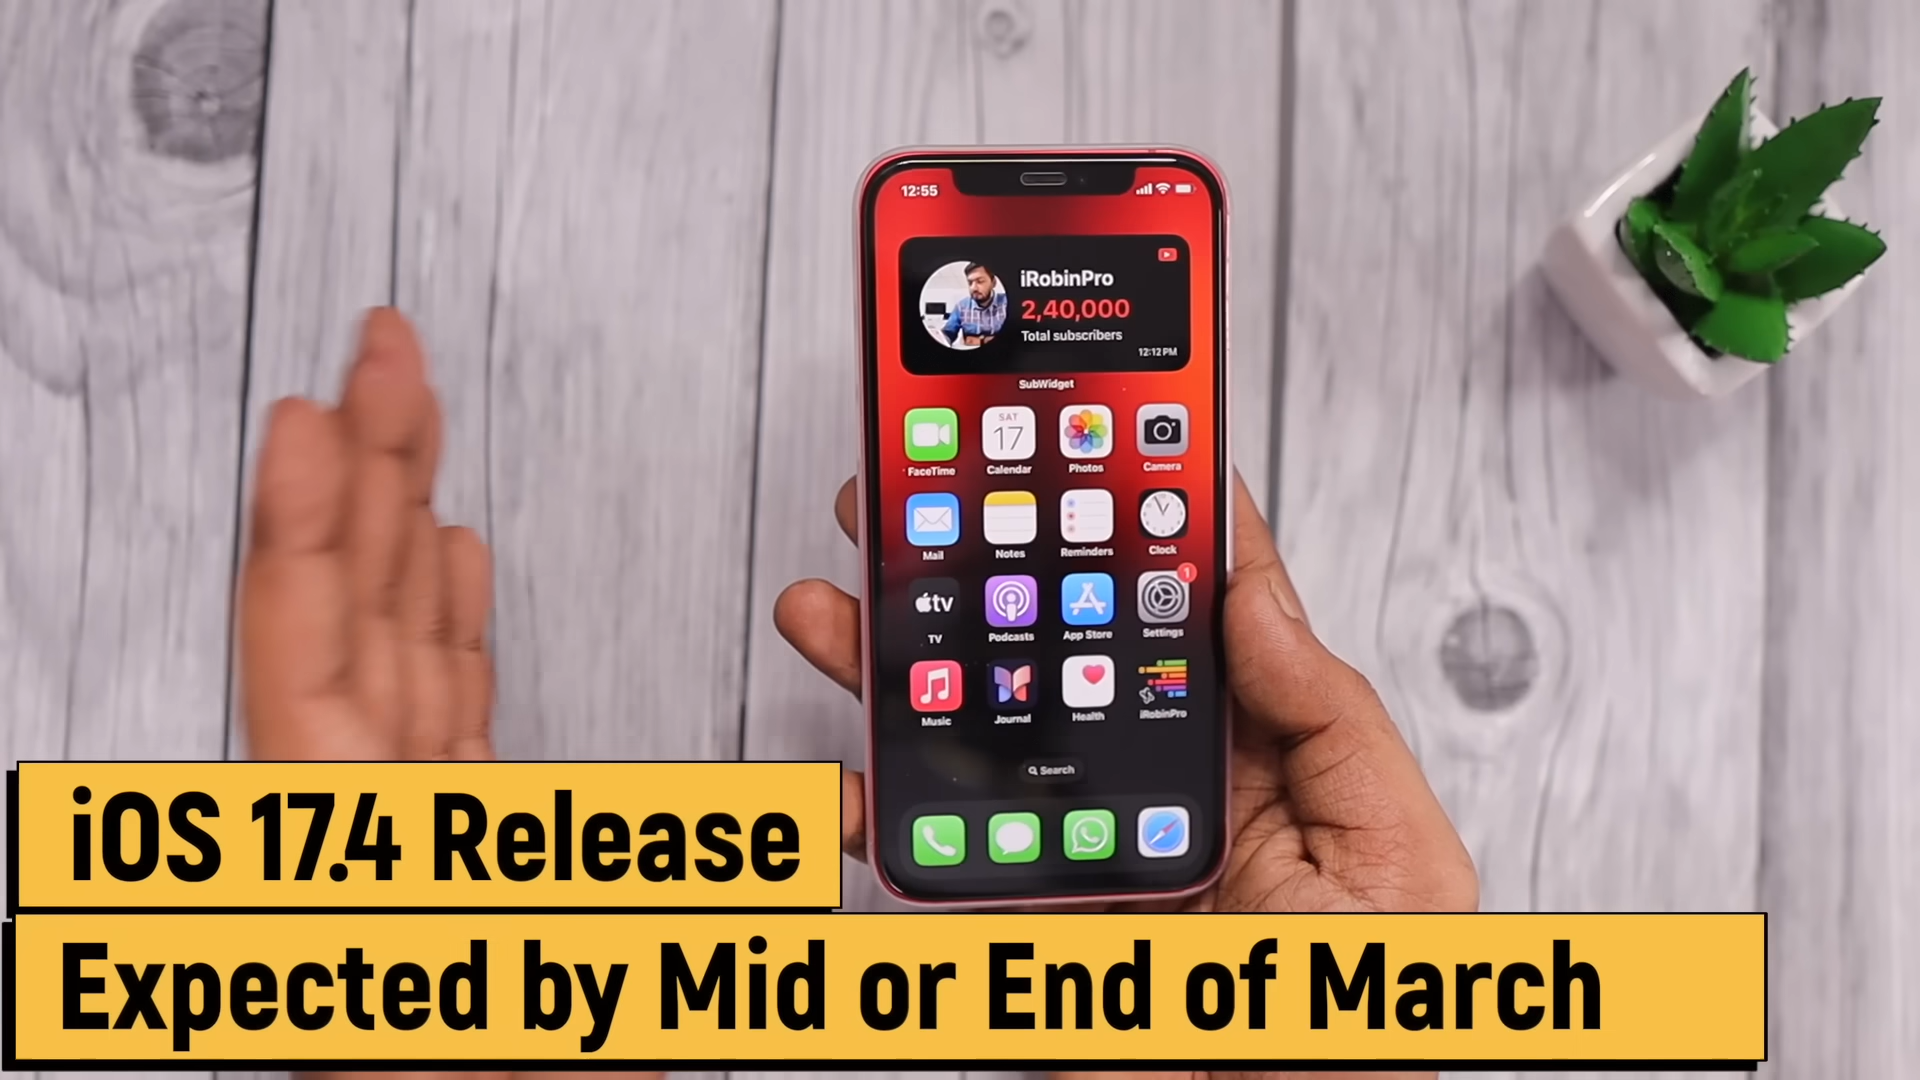 12:55
iRobinPro
2,40,000
Total subscribers
12:12 PM
SubWidget
SAT
17
FaceTime
Calendar
Photos
Camera
Mail
Notes
Reminders
Clock
1
tv
TV
Podcasts
App Store
Settings
Music
Journal
Health
iRobinPro
Search
iOS 17.4 Release
Expected by Mid or End of March